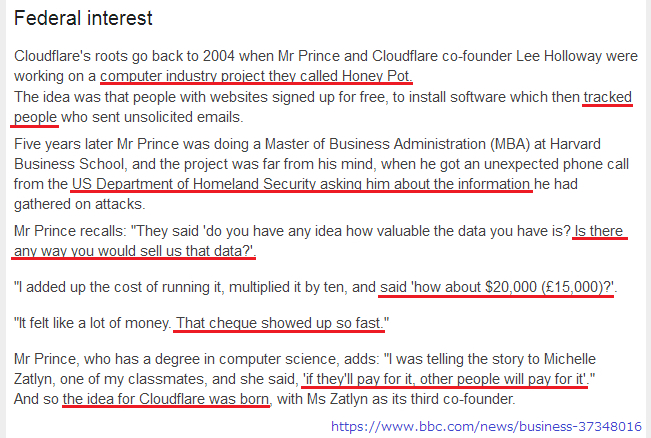 Federal interest
Cloudflare's roots go back to 2004 when Mr Prince and Cloudflare co-founder Lee Holloway were
working on a computer industry project they called Honey Pot.
The idea was that people with websites signed up for free, to install software which then tracked
people who sent unsolicited emails.
Five years later Mr Prince was doing a Master of Business Administration (MBA) at Harvard
Business School, and the project was far from his mind, when he got an unexpected phone call
from the US Department of Homeland Security asking him about the information he had
gathered on attacks.
Mr Prince recalls: "They said 'do you have any idea how valuable the data you have is? Is there
any way you would sell us that data?'.
"I added up the cost of running it, multiplied it by ten, and said 'how about $20,000 (£15,000)?'.
"It felt like a lot of money. That cheque showed up so fast."
Mr Prince, who has a degree in computer science, adds: "I was telling the story to Michelle
Zatlyn, one of my classmates, and she said, 'if they'll pay for it, other people will pay for it'."
And so the idea for Cloudflare was born, with Ms Zatlyn as its third co-founder.
https://www.bbc.com/news/business-37348016